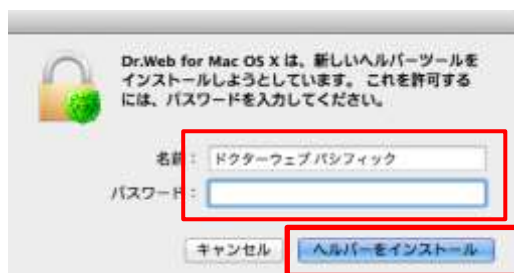 Dr.Web for Mac OS X は、新しいヘルパーツールを
インストールしようとしています。 これを許可する
には、パスワードを入力してください。
名前： ドクターウェブ パシフィック
パスワード：
キャンセル ヘルパーをインストール